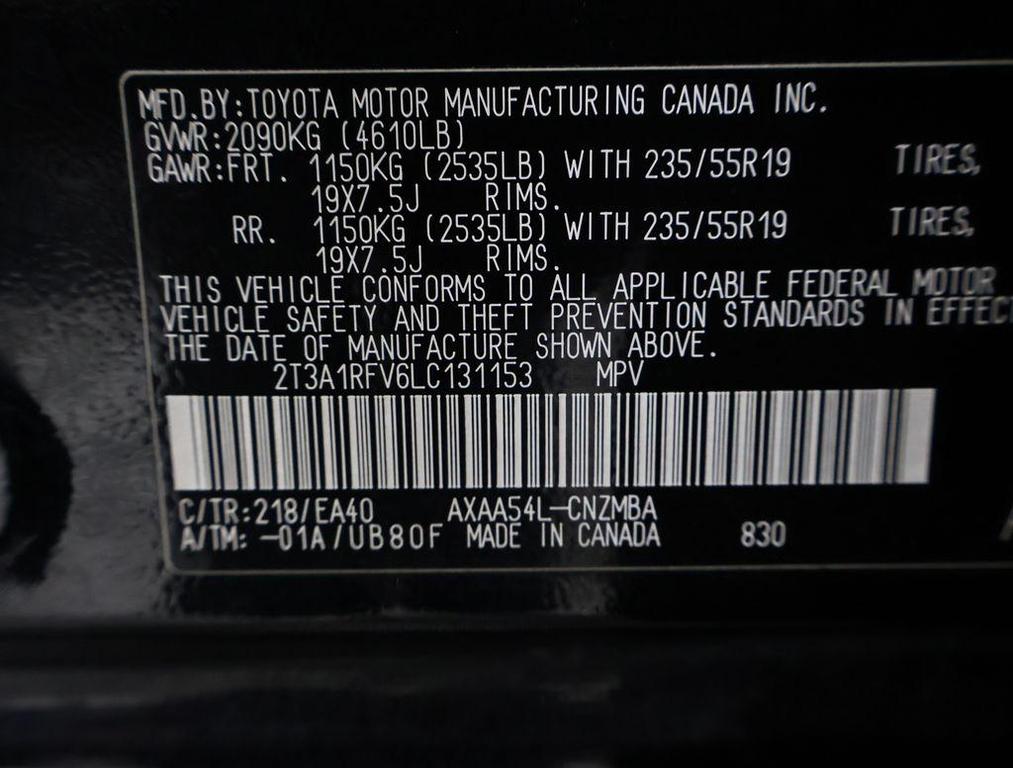 MFD.BY:TOYOTA MOTOR MANUFACTURING CANADA INC.
GVWR:2090KG (4610LB)
GAWR:FRT. 1150KG (2535LB) WITH 235/55R19 TIRES,
19X7.5J RIMS.
RR. 1150KG (2535LB) WITH 235/55R19 TIRES,
19X7.5J RIMS.
THIS VEHICLE CONFORMS TO ALL APPLICABLE FEDERAL MOTOR
VEHICLE SAFETY AND THEFT PREVENTION STANDARDS IN EFFEC
THE DATE OF MANUFACTURE SHOWN ABOVE.
2T3A1RFV6LC131153 MPV
C/TR:218/EA40 AXAA54L-CNZMBA
A/TM: -01A/UB80F MADE IN CANADA 830